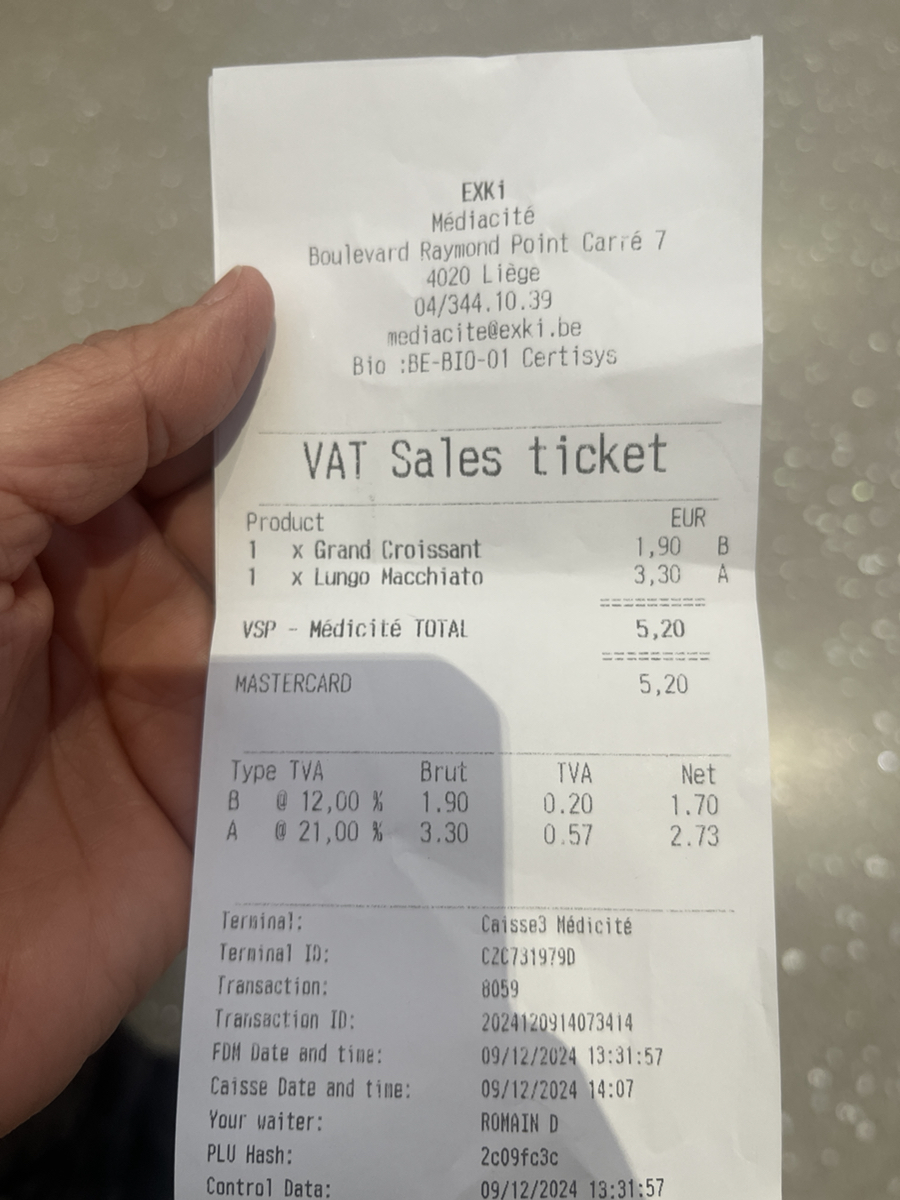 EXKi
Médiacité
Boulevard Raymond Point Carré 7
4020 Liège
04/344.10.39
mediacite@exki.be
Bio :BE-BIO-01 Certisys
VAT Sales ticket
Product EUR
1 x Grand Croissant 1,90 B
1 x Lungo Macchiato 3,30 A
=========
VSP - Médicité TOTAL 5,20
=========
MASTERCARD 5,20
Type TVA Brut TVA Net
B @ 12,00 % 1.90 0.20 1.70
A @ 21,00 % 3.30 0.57 2.73
Terminal: Caisse3 Médicité
Terminal ID: CZC731979D
Transaction: 8059
Transaction ID: 2024120914073414
FDM Date and time: 09/12/2024 13:31:57
Caisse Date and time: 09/12/2024 14:07
Your waiter: ROMAIN D
PLU Hash: 2c09fc3c
Control Data: 09/12/2024 13:31:57